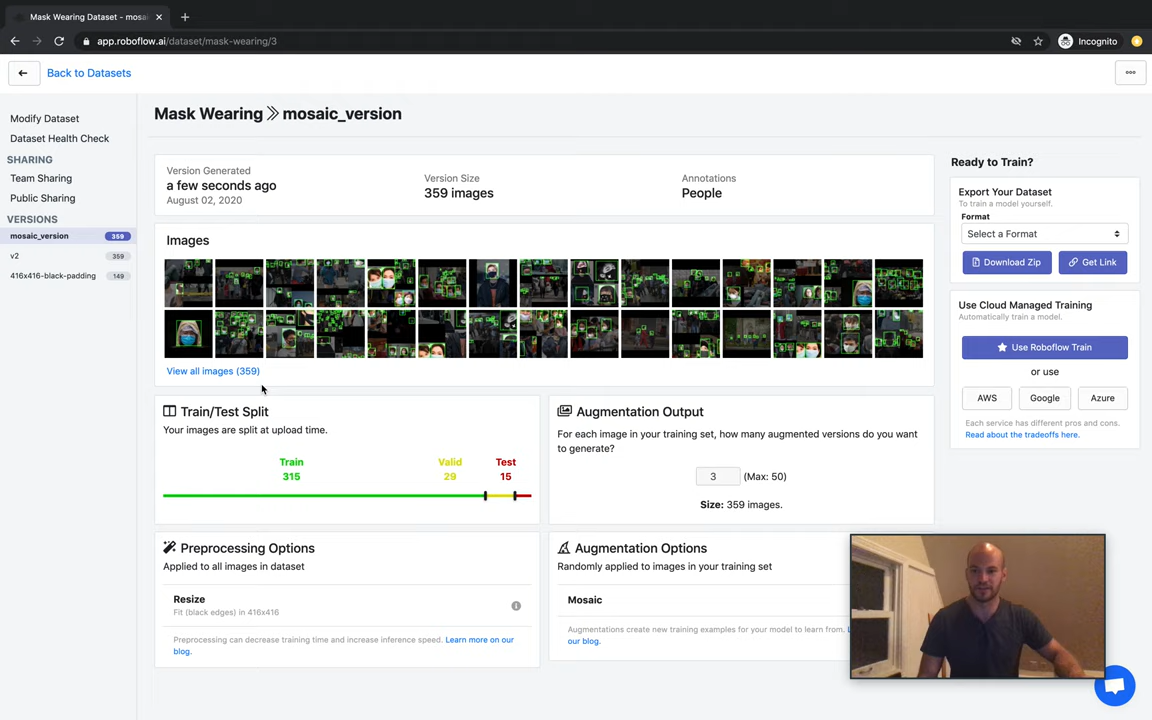 Mask Wearing Dataset - mosai
app.roboflow.ai/dataset/mask-wearing/3
Incognito
Back to Datasets
Modify Dataset
Dataset Health Check
SHARING
Team Sharing
Public Sharing
VERSIONS
mosaic_version 359
v2 359
416x416-black-padding 149
Mask Wearing >> mosaic_version
Version Generated
a few seconds ago
August 02, 2020
Version Size
359 images
Annotations
People
Images
View all images (359)
Train/Test Split
Your images are split at upload time.
Train Valid Test
315 29 15
Augmentation Output
For each image in your training set, how many augmented versions do you want
to generate?
3 (Max: 50)
Size: 359 images.
Preprocessing Options
Applied to all images in dataset
Resize
Fit (black edges) in 416x416
Preprocessing can decrease training time and increase inference speed. Learn more on our
blog.
Augmentation Options
Randomly applied to images in your training set
Mosaic
Augmentations create new training examples for your model to learn from.
our blog.
Ready to Train?
Export Your Dataset
To train a model yourself.
Format
Select a Format
Download Zip Get Link
Use Cloud Managed Training
Automatically train a model.
Use Roboflow Train
or use
AWS Google Azure
Each service has different pros and cons.
Read about the tradeoffs here.